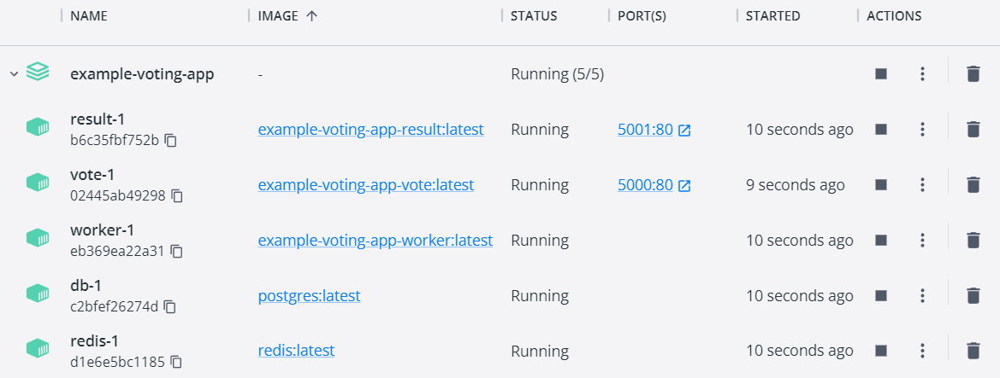 NAME IMAGE STATUS PORT(S) STARTED ACTIONS
example-voting-app - Running (5/5)
result-1
b6c35fbf752b example-voting-app-result:latest Running 5001:80 10 seconds ago
vote-1
02445ab49298 example-voting-app-vote:latest Running 5000:80 9 seconds ago
worker-1
eb369ea22a31 example-voting-app-worker:latest Running 10 seconds ago
db-1
c2bfef26274d postgres:latest Running 10 seconds ago
redis-1
d1e6e5bc1185 redis:latest Running 10 seconds ago